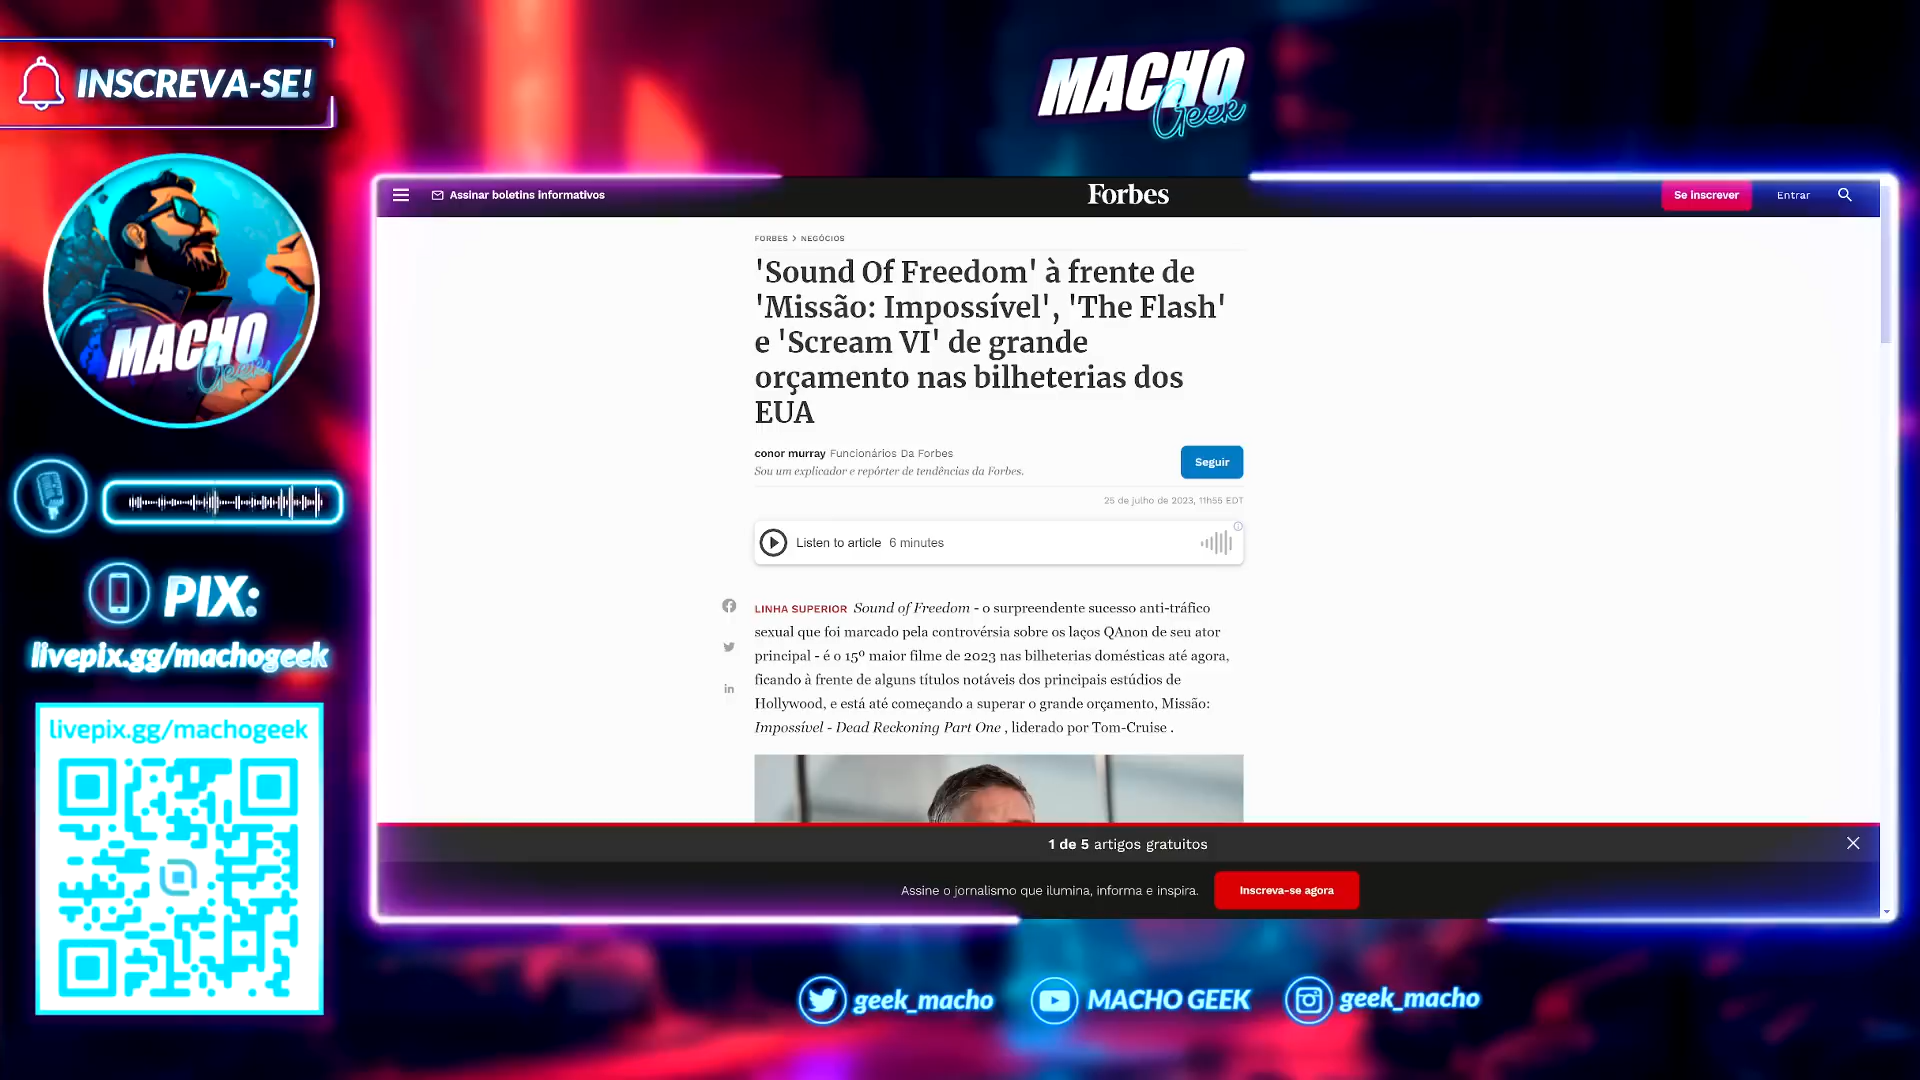 INSCREVA-SE!
MACHO
Geek
Assinar boletins informativos
Forbes
Se inscrever
Entrar
FORBES > NEGÓCIOS
'Sound Of Freedom' à frente de
'Missão: Impossível', 'The Flash'
e 'Scream VI' de grande
orçamento nas bilheterias dos
EUA
conor murray Funcionários Da Forbes
Sou um explicador e repórter de tendências da Forbes.
Seguir
25 de julho de 2023, 11h55 EDT
Listen to article 6 minutes
LINHA SUPERIOR Sound of Freedom - o surpreendente sucesso anti-tráfico
sexual que foi marcado pela controvérsia sobre os laços QAnon de seu ator
principal - é o 15º maior filme de 2023 nas bilheterias domésticas até agora,
ficando à frente de alguns títulos notáveis dos principais estúdios de
Hollywood, e está até começando a superar o grande orçamento, Missão:
Impossível - Dead Reckoning Part One , liderado por Tom-Cruise .
1 de 5 artigos gratuitos
Assine o jornalismo que ilumina, informa e inspira.
Inscreva-se agora
MACHO
Geek
PIX:
livepix.gg/machogeek
livepix.gg/machogeek
geek_macho
MACHO GEEK
geek_macho